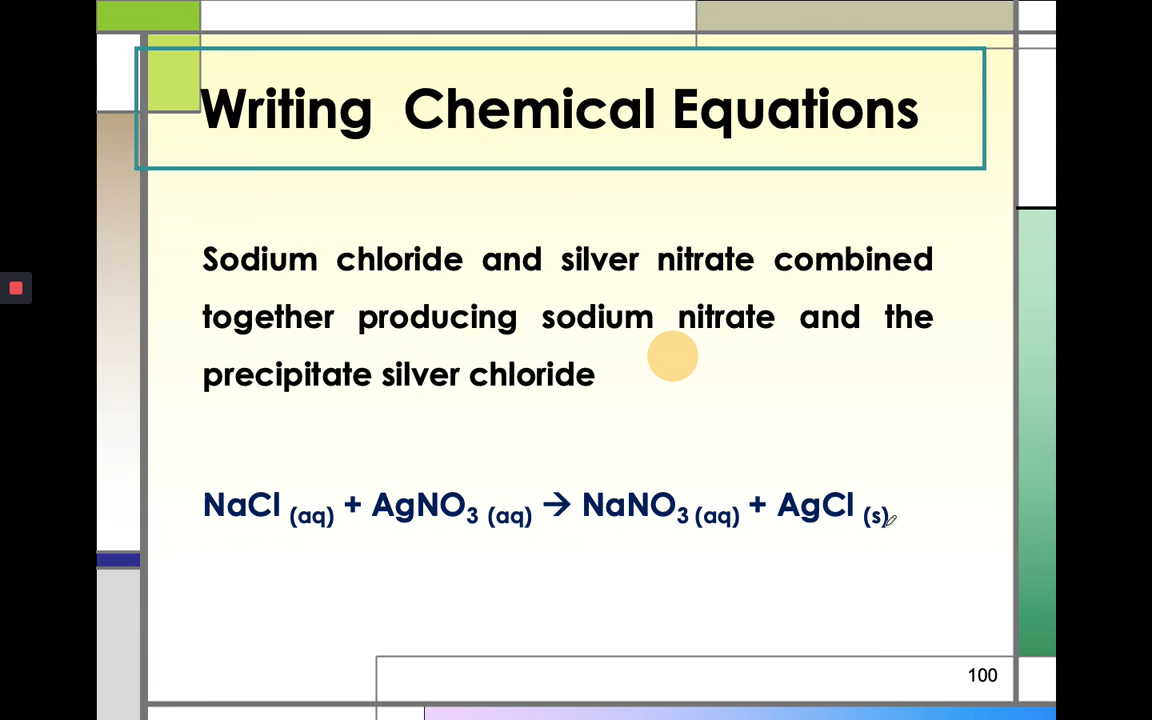 Writing Chemical Equations
Sodium chloride and silver nitrate combined
together producing sodium nitrate and the
precipitate silver chloride
NaCl (aq) + AgNO₃ (aq) → NaNO₃ (aq) + AgCl (s)
100